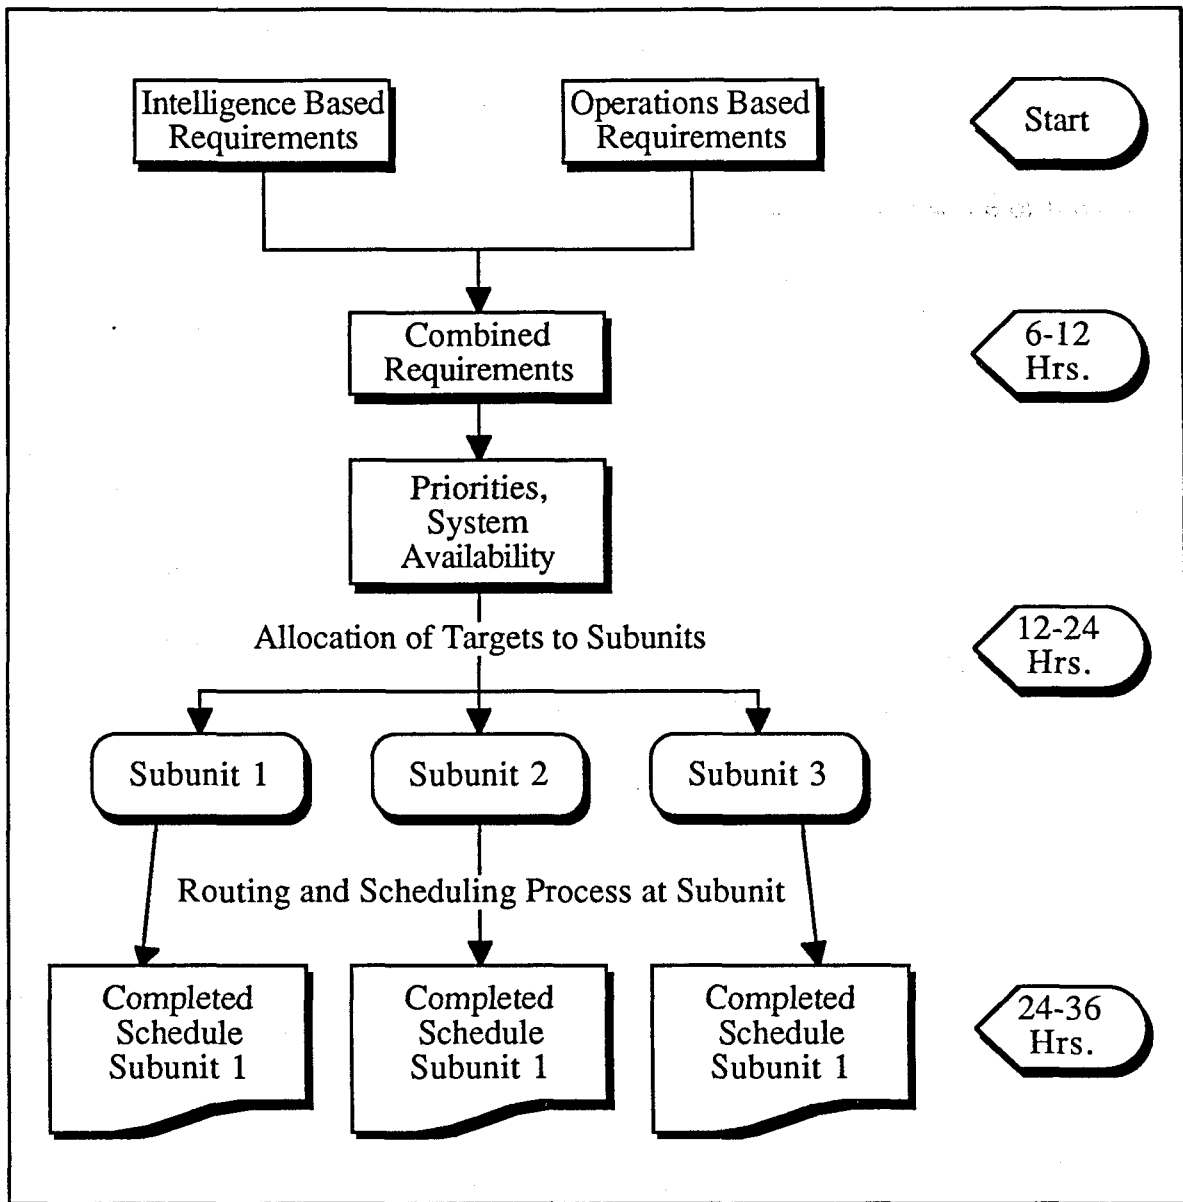 Intelligence Based
Requirements
Operations Based
Requirements
Start
Combined
Requirements
6-12
Hrs.
Priorities,
System
Availability
Allocation of Targets to Subunits
12-24
Hrs.
Subunit 1
Subunit 2
Subunit 3
Routing and Scheduling Process at Subunit
Completed
Schedule
Subunit 1
Completed
Schedule
Subunit 1
Completed
Schedule
Subunit 1
24-36
Hrs.